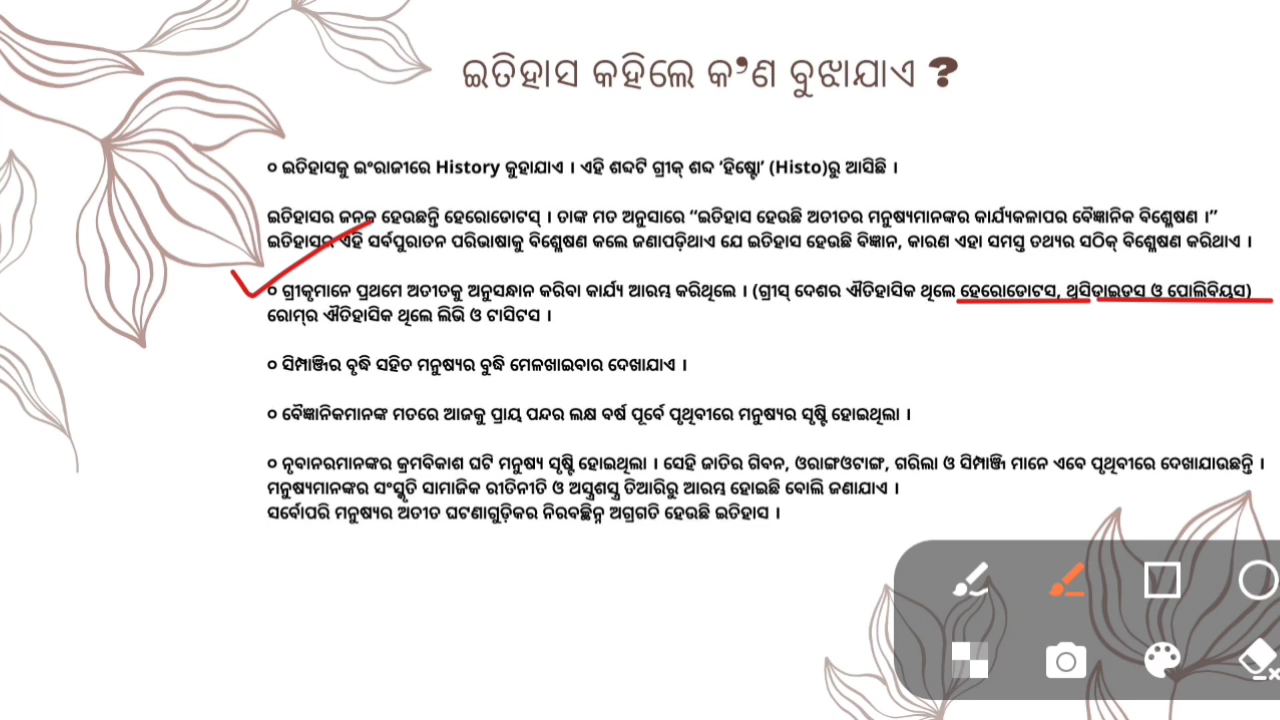 ଇତିହାସ କହିଲେ କ’ଣ ବୁଝାଯାଏ ?
୦ ଇତିହାସକୁ ଇଂରାଜୀରେ History କୁହାଯାଏ । ଏହି ଶବ୍ଦଟି ଗ୍ରୀକ୍ ଶବ୍ଦ ‘ହିଷ୍ଟୋ’ (Histo)ରୁ ଆସିଛି ।
ଇତିହାସର ଜନକ ହେଉଛନ୍ତି ହେରୋଡୋଟସ୍ । ତାଙ୍କ ମତ ଅନୁସାରେ “ଇତିହାସ ହେଉଛି ଅତୀତର ମନୁଷ୍ୟମାନଙ୍କର କାର୍ଯ୍ୟକଳାପର ବୈଜ୍ଞାନିକ ବିଶ୍ଳେଷଣ ।”
ଇତିହାସର ଏହି ସର୍ବପୁରାତନ ପରିଭାଷାକୁ ବିଶ୍ଳେଷଣ କଲେ ଜଣାପଡ଼ିଥାଏ ଯେ ଇତିହାସ ହେଉଛି ବିଜ୍ଞାନ, କାରଣ ଏହା ସମସ୍ତ ତଥ୍ୟର ସଠିକ୍ ବିଶ୍ଳେଷଣ କରିଥାଏ ।
୦ ଗ୍ରୀକ୍ମାନେ ପ୍ରଥମେ ଅତୀତକୁ ଅନୁସନ୍ଧାନ କରିବା କାର୍ଯ୍ୟ ଆରମ୍ଭ କରିଥିଲେ । (ଗ୍ରୀସ୍ ଦେଶର ଐତିହାସିକ ଥିଲେ ହେରୋଡୋଟସ, ଥୁସିଡାଇଡସ ଓ ପୋଲିବିୟସ)
ରୋମ୍‌ର ଐତିହାସିକ ଥିଲେ ଲିଭି ଓ ଟାସିଟସ ।
୦ ସିମ୍ପାଞ୍ଜିର ବୃଦ୍ଧି ସହିତ ମନୁଷ୍ୟର ବୁଦ୍ଧି ମେଳଖାଇବାର ଦେଖାଯାଏ ।
୦ ବୈଜ୍ଞାନିକମାନଙ୍କ ମତରେ ଆଜକୁ ପ୍ରାୟ ପନ୍ଦର ଲକ୍ଷ ବର୍ଷ ପୂର୍ବେ ପୃଥିବୀରେ ମନୁଷ୍ୟର ସୃଷ୍ଟି ହୋଇଥିଲା ।
୦ ନୃବାନରମାନଙ୍କର କ୍ରମବିକାଶ ଘଟି ମନୁଷ୍ୟ ସୃଷ୍ଟି ହୋଇଥିଲା । ସେହି ଜାତିର ଗିବନ, ଓରାଙ୍ଗଓଟାଙ୍ଗ, ଗରିଲା ଓ ସିମ୍ପାଞ୍ଜି ମାନେ ଏବେ ପୃଥିବୀରେ ଦେଖାଯାଉଛନ୍ତି ।
ମନୁଷ୍ୟମାନଙ୍କର ସଂସ୍କୃତି ସାମାଜିକ ରୀତିନୀତି ଓ ଅସ୍ତ୍ରଶସ୍ତ୍ର ତିଆରିରୁ ଆରମ୍ଭ ହୋଇଛି ବୋଲି ଜଣାଯାଏ ।
ସର୍ବୋପରି ମନୁଷ୍ୟର ଅତୀତ ଘଟଣାଗୁଡ଼ିକର ନିରବଚ୍ଛିନ୍ନ ଅଗ୍ରଗତି ହେଉଛି ଇତିହାସ ।